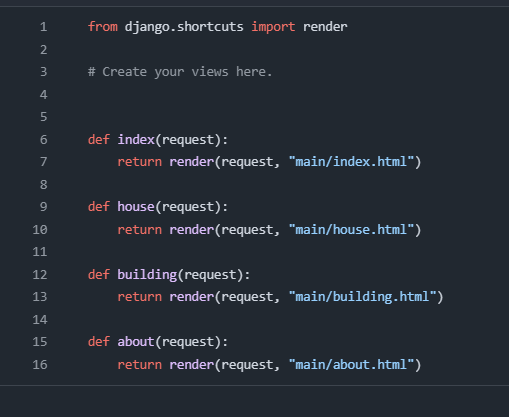 1 from django.shortcuts import render
2
3 # Create your views here.
4
5
6 def index(request):
7     return render(request, "main/index.html")
8
9 def house(request):
10     return render(request, "main/house.html")
11
12 def building(request):
13     return render(request, "main/building.html")
14
15 def about(request):
16     return render(request, "main/about.html")